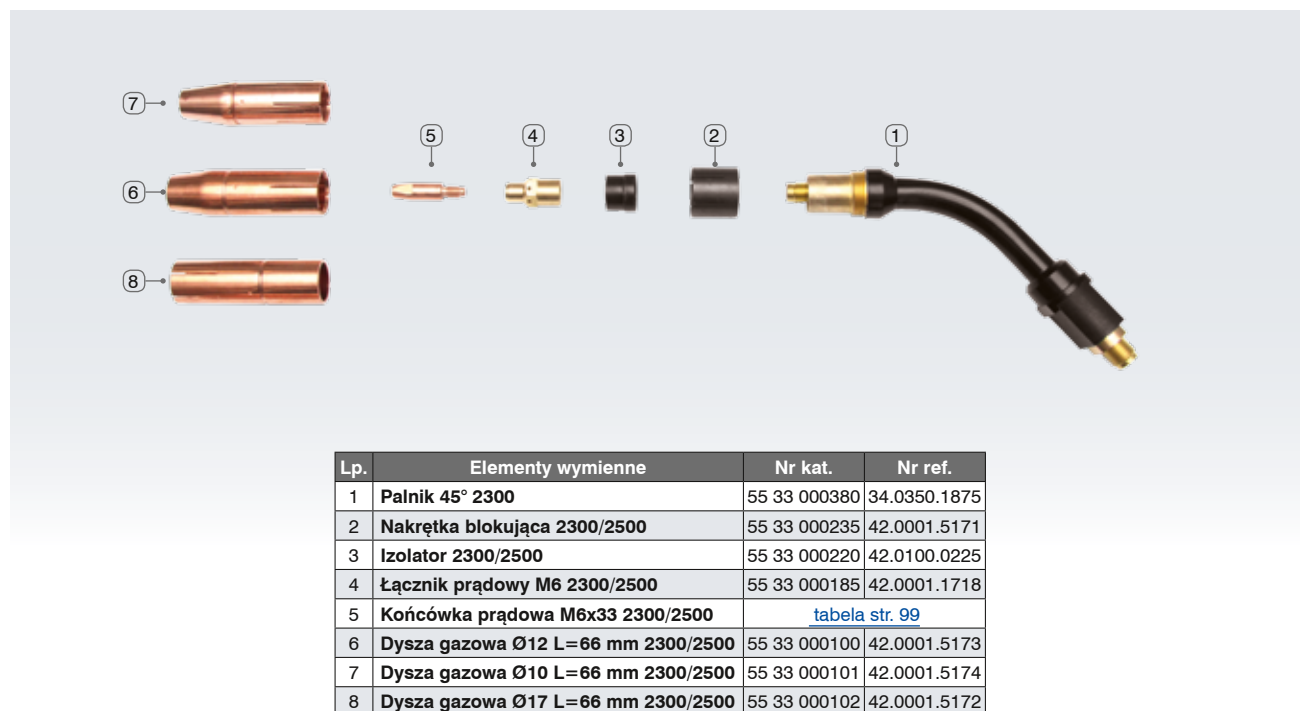 7
5
4
3
2
1
6
8
Lp. Elementy wymienne Nr kat. Nr ref.
1 Palnik 45° 2300 55 33 000380 34.0350.1875
2 Nakrętka blokująca 2300/2500 55 33 000235 42.0001.5171
3 Izolator 2300/2500 55 33 000220 42.0100.0225
4 Łącznik prądowy M6 2300/2500 55 33 000185 42.0001.1718
5 Końcówka prądowa M6x33 2300/2500 tabela str. 99
6 Dysza gazowa Ø12 L=66 mm 2300/2500 55 33 000100 42.0001.5173
7 Dysza gazowa Ø10 L=66 mm 2300/2500 55 33 000101 42.0001.5174
8 Dysza gazowa Ø17 L=66 mm 2300/2500 55 33 000102 42.0001.5172